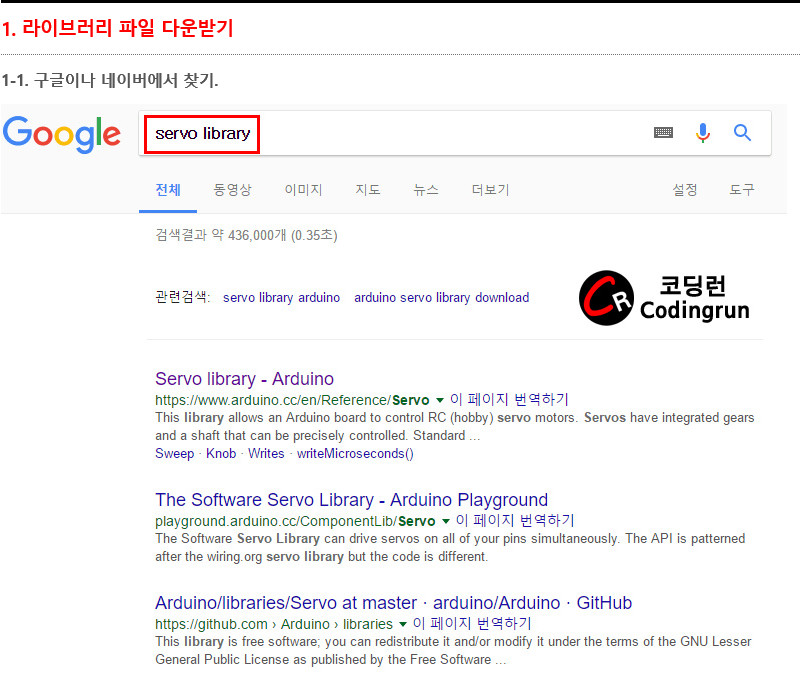 1. 라이브러리 파일 다운받기
1-1. 구글이나 네이버에서 찾기.
Google
servo library
전체 동영상 이미지 지도 뉴스 더보기 설정 도구
검색결과 약 436,000개 (0.35초)
관련검색: servo library arduino arduino servo library download
CR 코딩런
Codingrun
Servo library - Arduino
https://www.arduino.cc/en/Reference/Servo ▼ 이 페이지 번역하기
This library allows an Arduino board to control RC (hobby) servo motors. Servos have integrated gears
and a shaft that can be precisely controlled. Standard ...
Sweep · Knob · Writes · writeMicroseconds()
The Software Servo Library - Arduino Playground
playground.arduino.cc/ComponentLib/Servo ▼ 이 페이지 번역하기
The Software Servo Library can drive servos on all of your pins simultaneously. The API is patterned
after the wiring.org servo library but the code is different.
Arduino/libraries/Servo at master · arduino/Arduino · GitHub
https://github.com › Arduino › libraries ▼ 이 페이지 번역하기
This library is free software; you can redistribute it and/or modify it under the terms of the GNU Lesser
General Public License as published by the Free Software ...